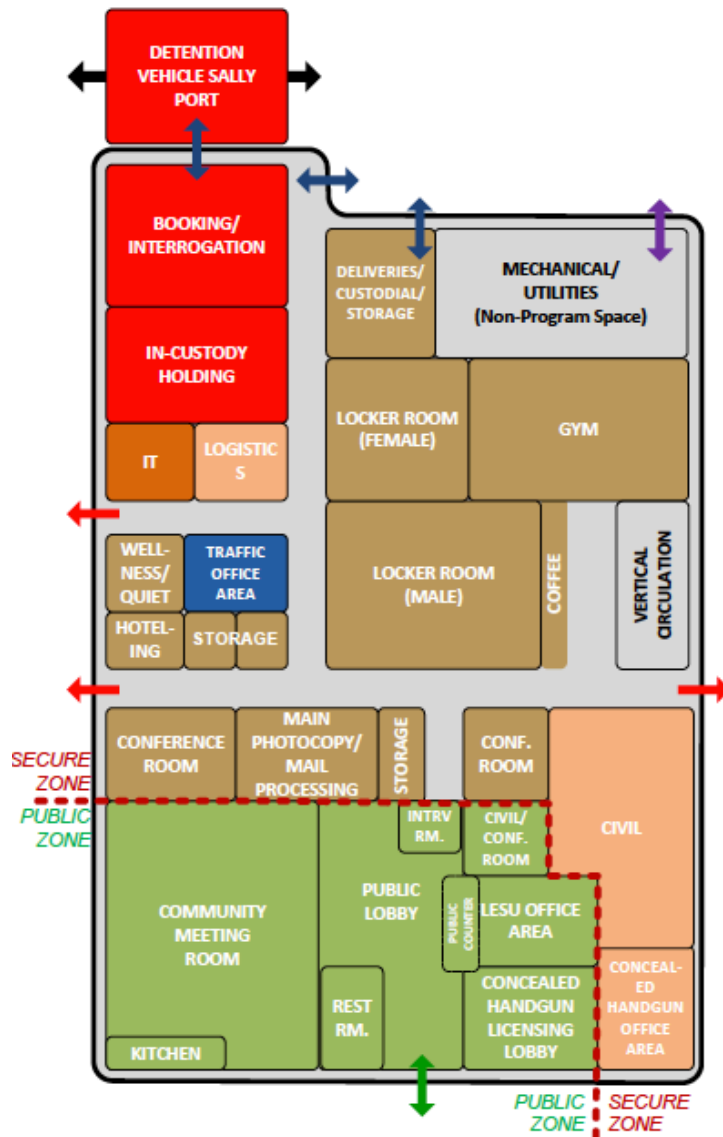 DETENTION
VEHICLE SALLY
PORT
BOOKING/
INTERROGATION
DELIVERIES/
CUSTODIAL/
STORAGE
MECHANICAL/
UTILITIES
(Non-Program Space)
IN-CUSTODY
HOLDING
LOCKER ROOM
(FEMALE)
GYM
IT
LOGISTIC
S
WELL-
NESS/
QUIET
TRAFFIC
OFFICE
AREA
LOCKER ROOM
(MALE)
COFFEE
VERTICAL
CIRCULATION
HOTEL-
ING
STORAGE
CONFERENCE
ROOM
MAIN
PHOTOCOPY/
MAIL
PROCESSING
STORAGE
CONF.
ROOM
SECURE
ZONE
PUBLIC
ZONE
INTRV
RM.
CIVIL/
CONF.
ROOM
CIVIL
COMMUNITY
MEETING
ROOM
PUBLIC
LOBBY
PUBLIC
COUNTER
LESU OFFICE
AREA
REST
RM.
CONCEALED
HANDGUN
LICENSING
LOBBY
CONCEAL-
ED
HANDGUN
OFFICE
AREA
KITCHEN
PUBLIC
ZONE
SECURE
ZONE